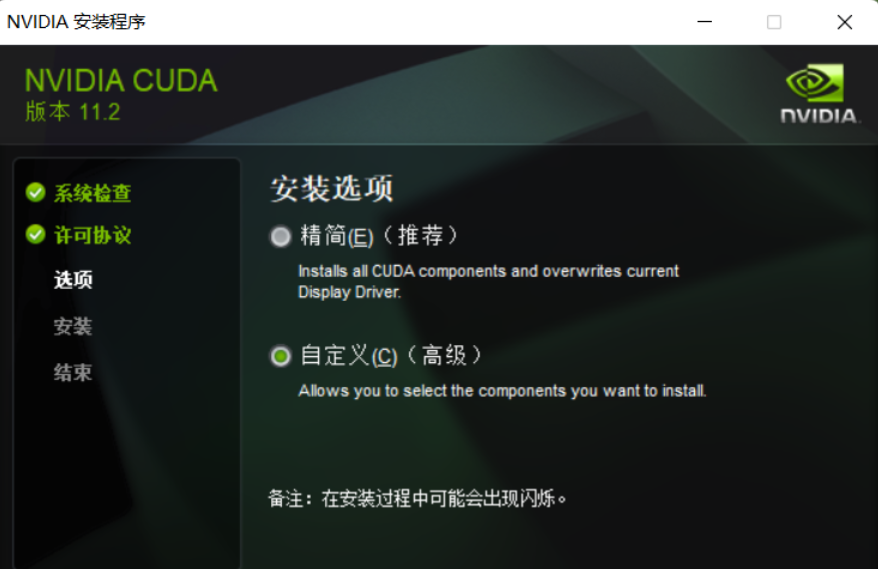 NVIDIA 安装程序
NVIDIA CUDA
版本 11.2
NVIDIA.
系统检查
许可协议
选项
安装
结束
安装选项
精简(E)（推荐）
Installs all CUDA components and overwrites current
Display Driver.
自定义(C)（高级）
Allows you to select the components you want to install.
备注：在安装过程中可能会出现闪烁。